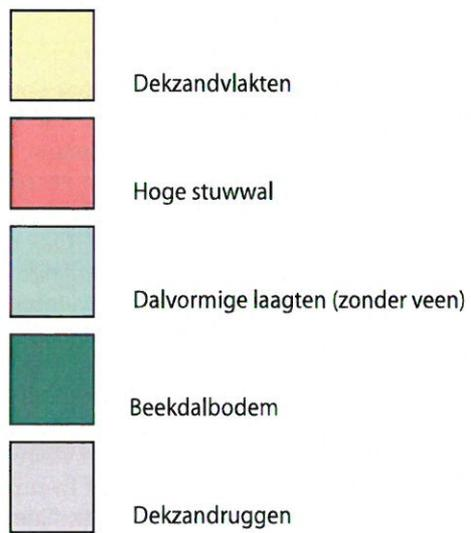 Dekzandvlakten
Hoge stuwwal
Dalvormige laagten (zonder veen)
Beekdalbodem
Dekzandruggen